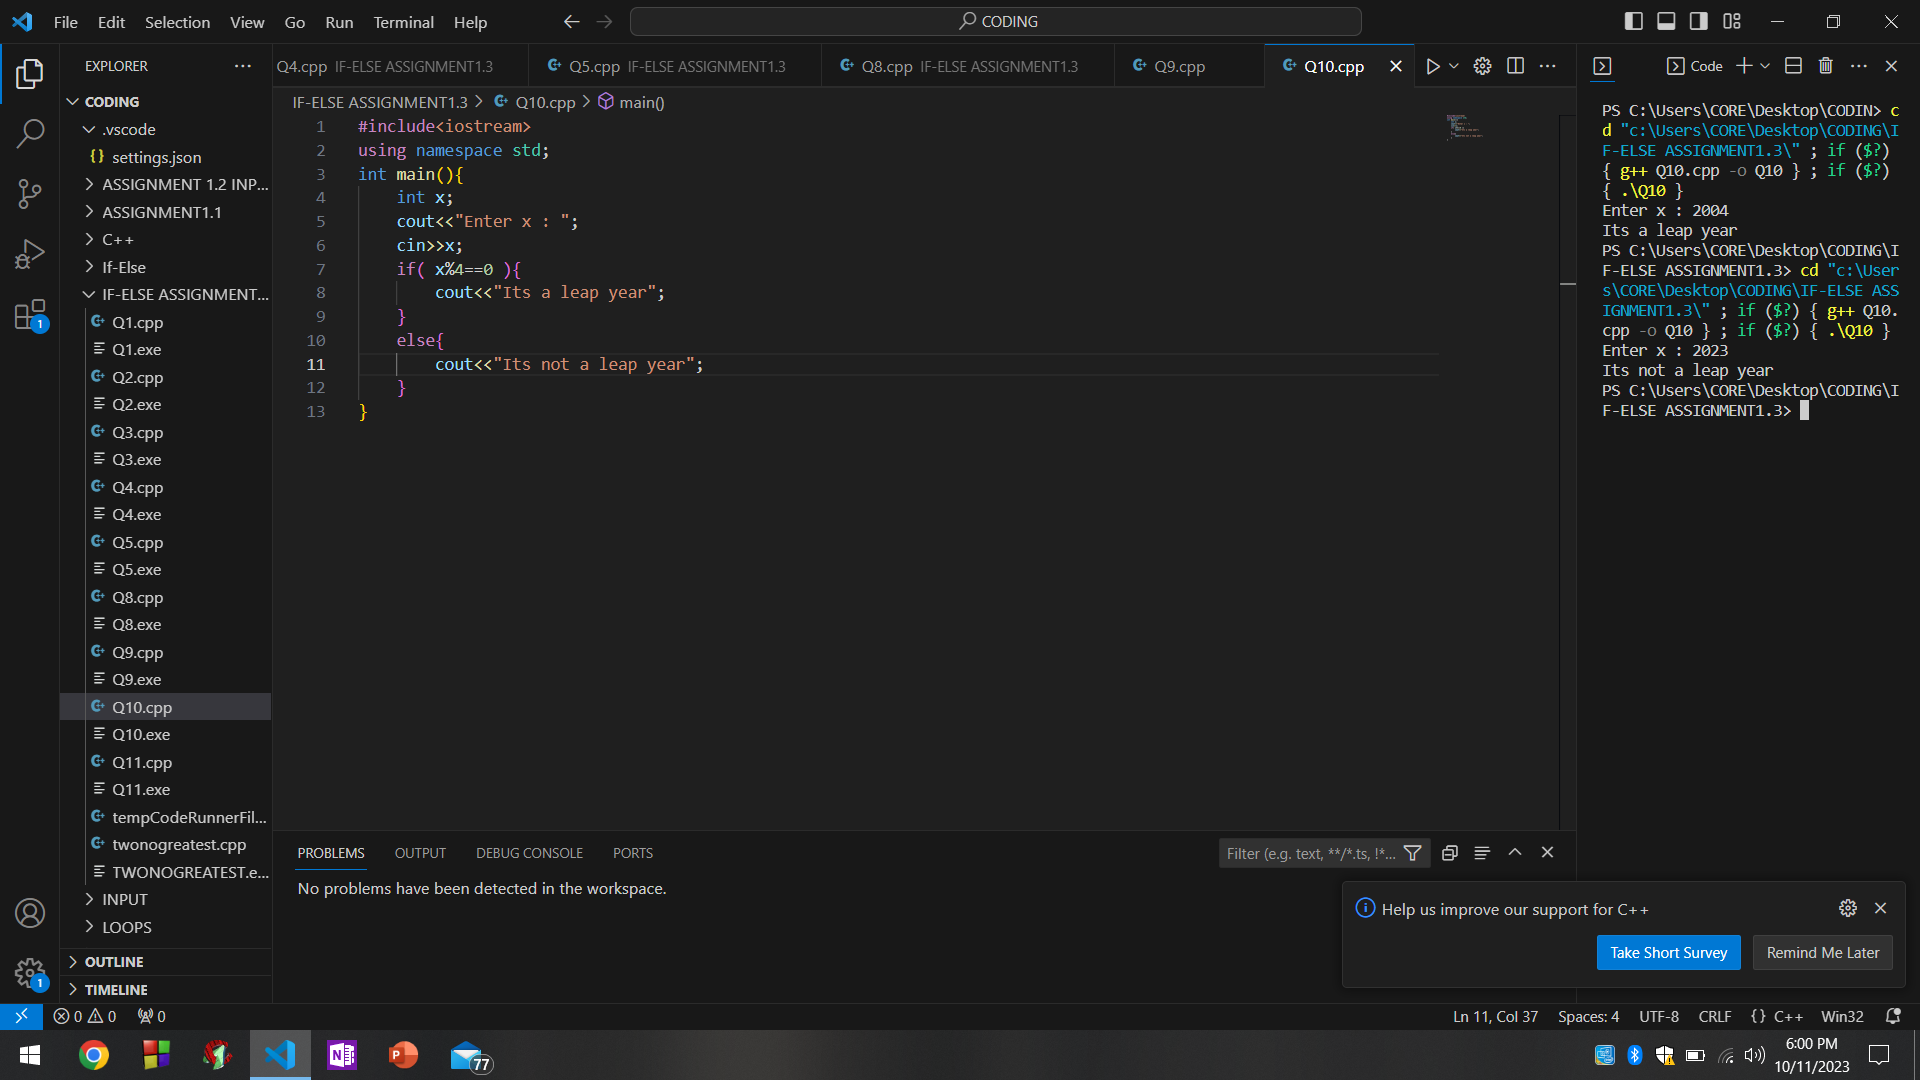 File Edit Selection View Go Run Terminal Help
CODING
EXPLORER
CODING
.vscode
{} settings.json
ASSIGNMENT 1.2 INP...
ASSIGNMENT1.1
C++
If-Else
IF-ELSE ASSIGNMENT...
Q1.cpp
Q1.exe
Q2.cpp
Q2.exe
Q3.cpp
Q3.exe
Q4.cpp
Q4.exe
Q5.cpp
Q5.exe
Q8.cpp
Q8.exe
Q9.cpp
Q9.exe
Q10.cpp
Q10.exe
Q11.cpp
Q11.exe
tempCodeRunnerFil...
twonogreatest.cpp
TWONOGREATEST.e...
INPUT
LOOPS
OUTLINE
TIMELINE
1
1
Q4.cpp IF-ELSE ASSIGNMENT1.3
Q5.cpp IF-ELSE ASSIGNMENT1.3
Q8.cpp IF-ELSE ASSIGNMENT1.3
Q9.cpp
Q10.cpp
IF-ELSE ASSIGNMENT1.3 > Q10.cpp > main()
1 #include<iostream>
2 using namespace std;
3 int main(){
4 int x;
5 cout<<"Enter x : ";
6 cin>>x;
7 if( x%4==0 ){
8 cout<<"Its a leap year";
9 }
10 else{
11 cout<<"Its not a leap year";
12 }
13 }
Code
PS C:\Users\CORE\Desktop\CODIN> c
d "c:\Users\CORE\Desktop\CODING\I
F-ELSE ASSIGNMENT1.3\" ; if ($?)
{ g++ Q10.cpp -o Q10 } ; if ($?)
{ .\Q10 }
Enter x : 2004
Its a leap year
PS C:\Users\CORE\Desktop\CODING\I
F-ELSE ASSIGNMENT1.3> cd "c:\User
s\CORE\Desktop\CODING\IF-ELSE ASS
IGNMENT1.3\" ; if ($?) { g++ Q10.
cpp -o Q10 } ; if ($?) { .\Q10 }
Enter x : 2023
Its not a leap year
PS C:\Users\CORE\Desktop\CODING\I
F-ELSE ASSIGNMENT1.3>
PROBLEMS OUTPUT DEBUG CONSOLE PORTS
Filter (e.g. text, **/*.ts, !*...
No problems have been detected in the workspace.
Help us improve our support for C++
Take Short Survey
Remind Me Later
0 0 0
Ln 11, Col 37 Spaces: 4 UTF-8 CRLF {} C++ Win32
77
6:00 PM
10/11/2023